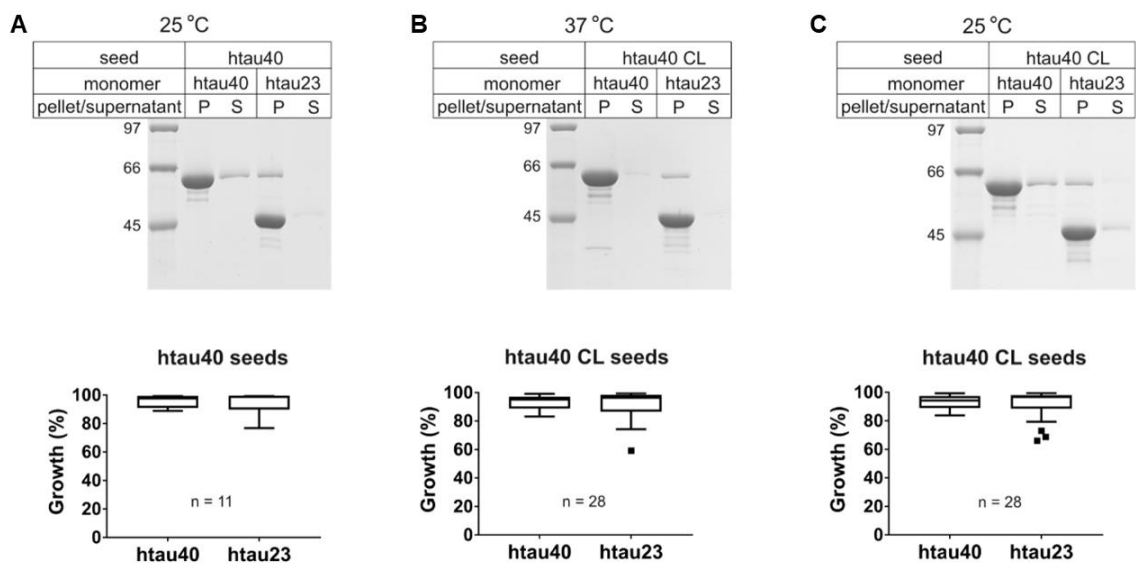 A
25 °C
seed htau40
monomer htau40 htau23
pellet/supernatant P S P S
97
66
45
htau40 seeds
Growth (%)
100
80
60
40
20
0
n = 11
htau40 htau23
B
37 °C
seed htau40 CL
monomer htau40 htau23
pellet/supernatant P S P S
97
66
45
htau40 CL seeds
Growth (%)
100
80
60
40
20
0
n = 28
htau40 htau23
C
25 °C
seed htau40 CL
monomer htau40 htau23
pellet/supernatant P S P S
97
66
45
htau40 CL seeds
Growth (%)
100
80
60
40
20
0
n = 28
htau40 htau23